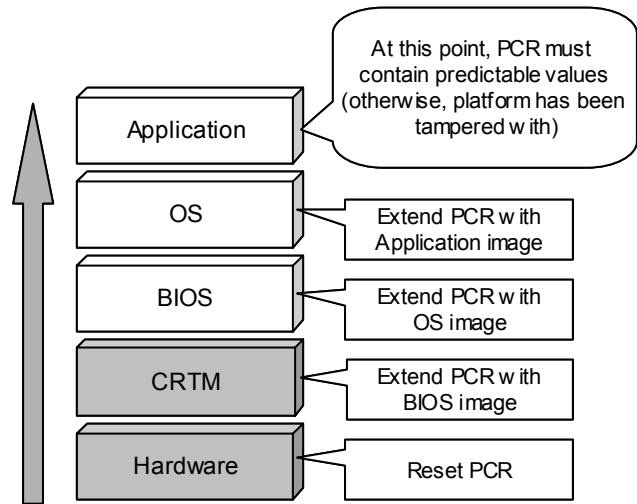 At this point, PCR must
contain predictable values
(otherwise, platform has been
tampered with)
Application
OS
Extend PCR with
Application image
BIOS
Extend PCR with
OS image
CRTM
Extend PCR with
BIOS image
Hardware
Reset PCR